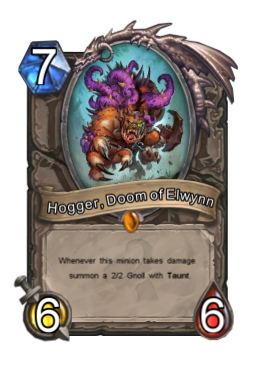 7
Hogger, Doom of Elwynn
Whenever this minion takes damage
summon a 2/2 Gnoll with Taunt.
6 6